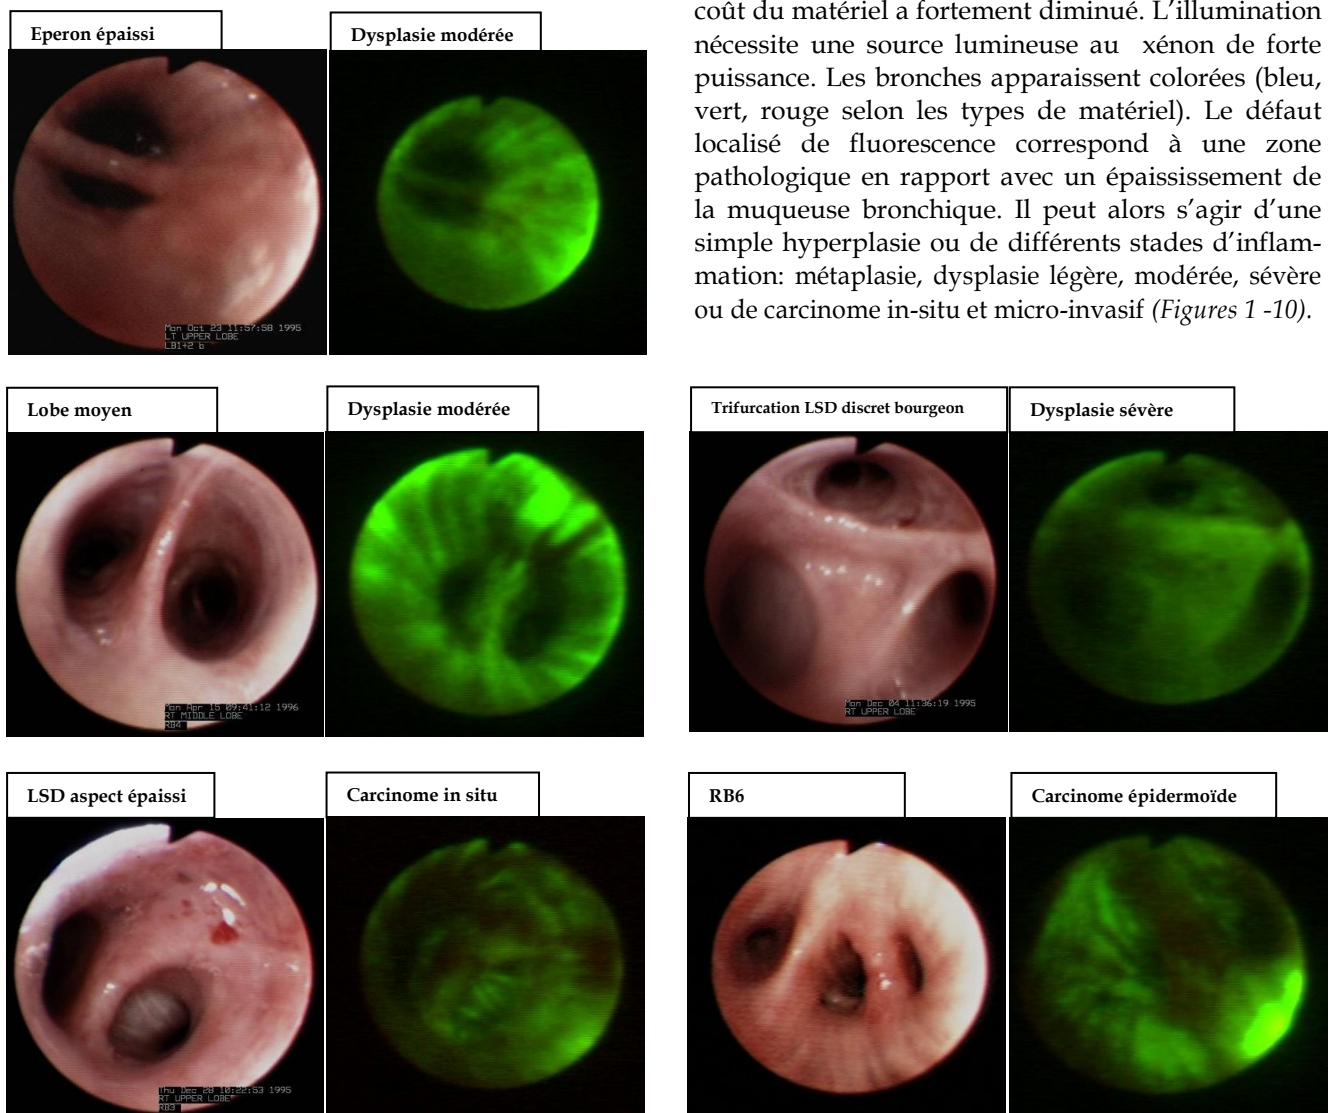 Eperon épaissi
Dysplasie modérée
Mon Oct 23 11:57:58 1995
LT UPPER LOBE
LB1+2 b
coût du matériel a fortement diminué. L'illumination
nécessite une source lumineuse au xénon de forte
puissance. Les bronches apparaissent colorées (bleu,
vert, rouge selon les types de matériel). Le défaut
localisé de fluorescence correspond à une zone
pathologique en rapport avec un épaississement de
la muqueuse bronchique. Il peut alors s'agir d'une
simple hyperplasie ou de différents stades d'inflam-
mation: métaplasie, dysplasie légère, modérée, sévère
ou de carcinome in-situ et micro-invasif (Figures 1 -10).
Lobe moyen
Dysplasie modérée
Mon Apr 15 09:41:12 1996
RT MIDDLE LOBE
RB4
Trifurcation LSD discret bourgeon
Dysplasie sévère
Mon Dec 04 11:36:19 1995
RT UPPER LOBE
LSD aspect épaissi
Carcinome in situ
Thu Dec 28 10:22:53 1995
RT UPPER LOBE
RB3
RB6
Carcinome épidermoïde